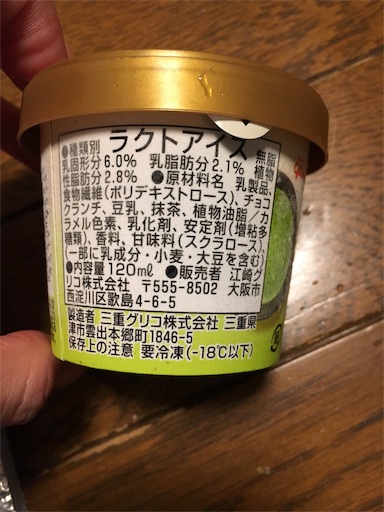 ●種類別 ラクトアイス 無脂
乳固形分6.0% 乳脂肪分2.1% 植物
性脂肪分2.8% ●原材料名 乳製品、
食物繊維(ポリデキストロース)、チョコ
クランチ、豆乳、抹茶、植物油脂/カ
ラメル色素、乳化剤、安定剤(増粘多
糖類)、香料、甘味料(スクラロース)、
(一部に乳成分・小麦・大豆を含む)
●内容量120ml ●販売者 江崎グ
リコ株式会社 〒555-8502 大阪市
西淀川区歌島4-6-5
製造者 三重グリコ株式会社 三重県
津市雲出本郷町1846-5
保存上の注意 要冷凍(-18℃以下)